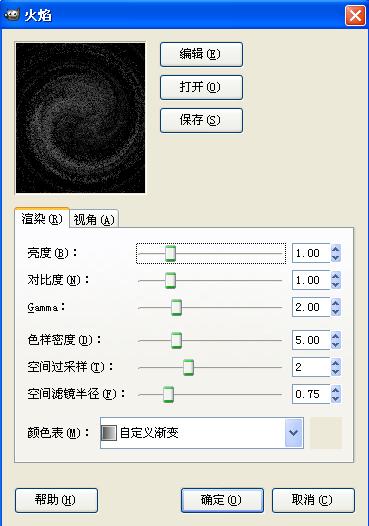 火焰
编辑(E)
打开(O)
保存(S)
渲染(R) 视角(A)
亮度(B)： 1.00
对比度(N)： 1.00
Gamma： 2.00
色样密度(D)： 5.00
空间过采样(T)： 2
空间滤镜半径(F)： 0.75
颜色表(M)： 自定义渐变
帮助(H) 确定(O) 取消(C)